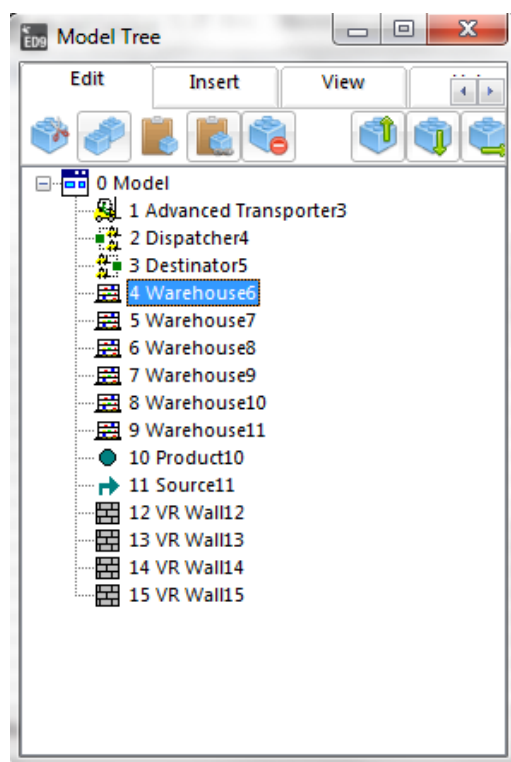 ED9 Model Tree
Edit Insert View
0 Model
1 Advanced Transporter3
2 Dispatcher4
3 Destinator5
4 Warehouse6
5 Warehouse7
6 Warehouse8
7 Warehouse9
8 Warehouse10
9 Warehouse11
10 Product10
11 Source11
12 VR Wall12
13 VR Wall13
14 VR Wall14
15 VR Wall15